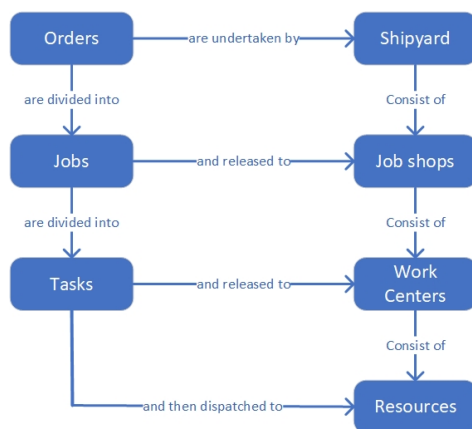 Orders
are undertaken by
Shipyard
are divided into
Consist of
Jobs
and released to
Job shops
are divided into
Consist of
Tasks
and released to
Work
Centers
Consist of
and then dispatched to
Resources